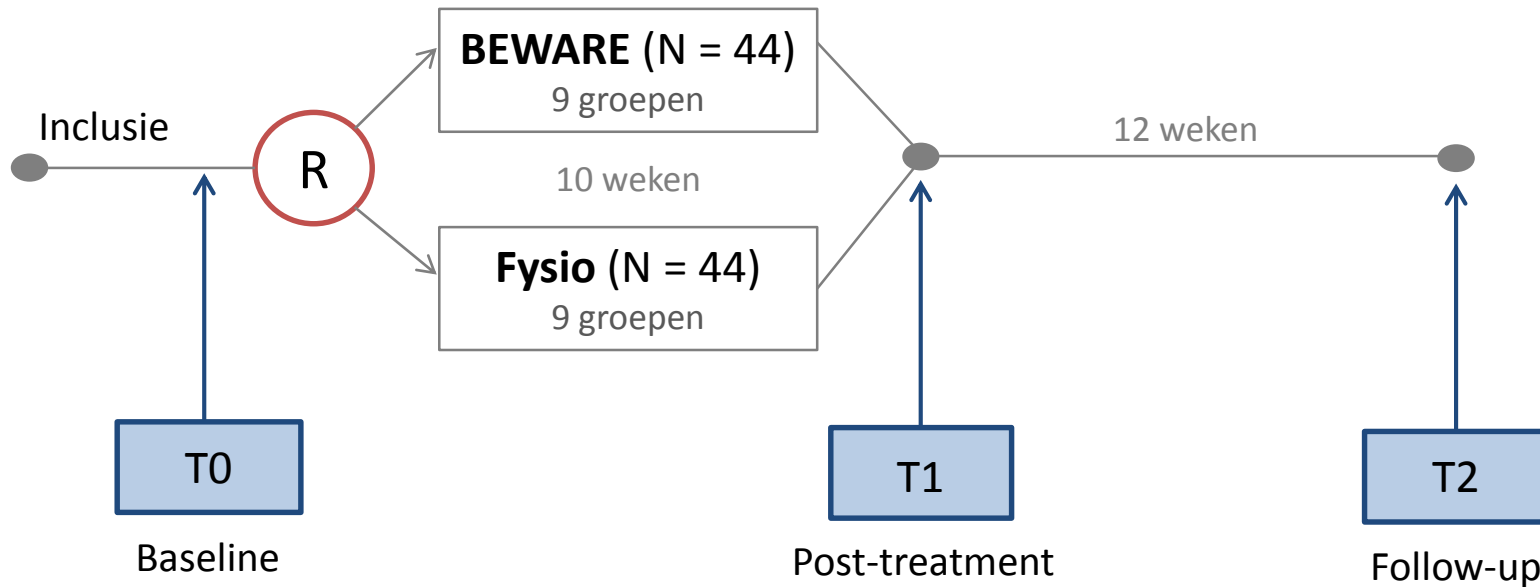 Inclusie
R
BEWARE (N = 44)
9 groepen
10 weken
Fysio (N = 44)
9 groepen
12 weken
T0
Baseline
T1
Post-treatment
T2
Follow-up